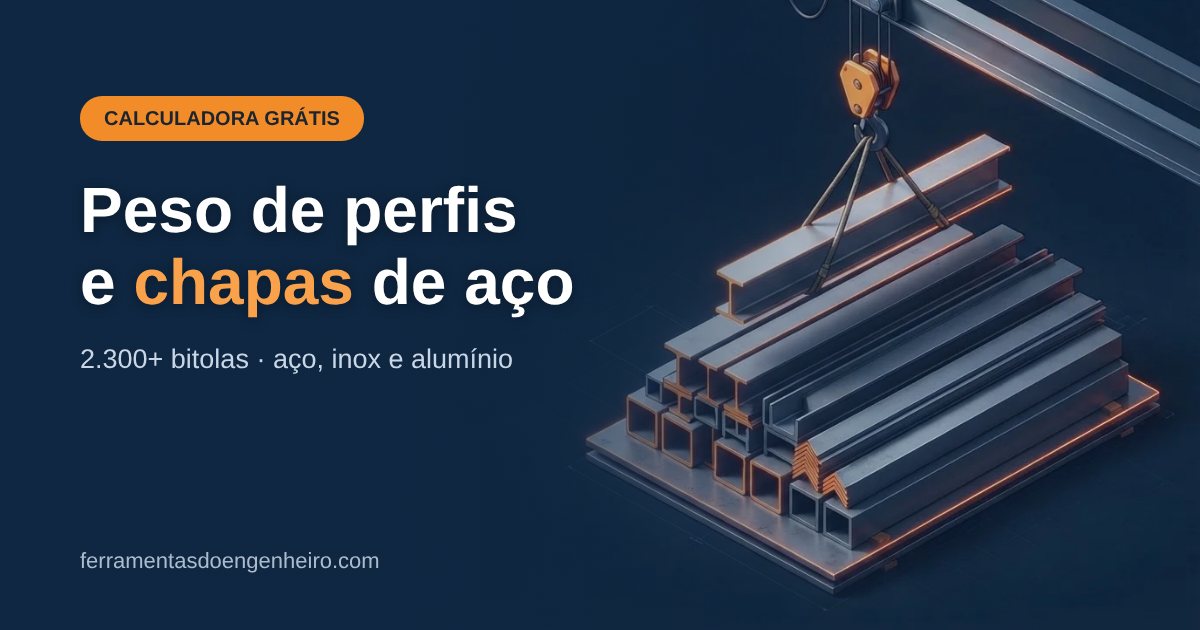 CALCULADORA GRÁTIS
Peso de perfis
e chapas de aço
2.300+ bitolas · aço, inox e alumínio
ferramentasdoengenheiro.com